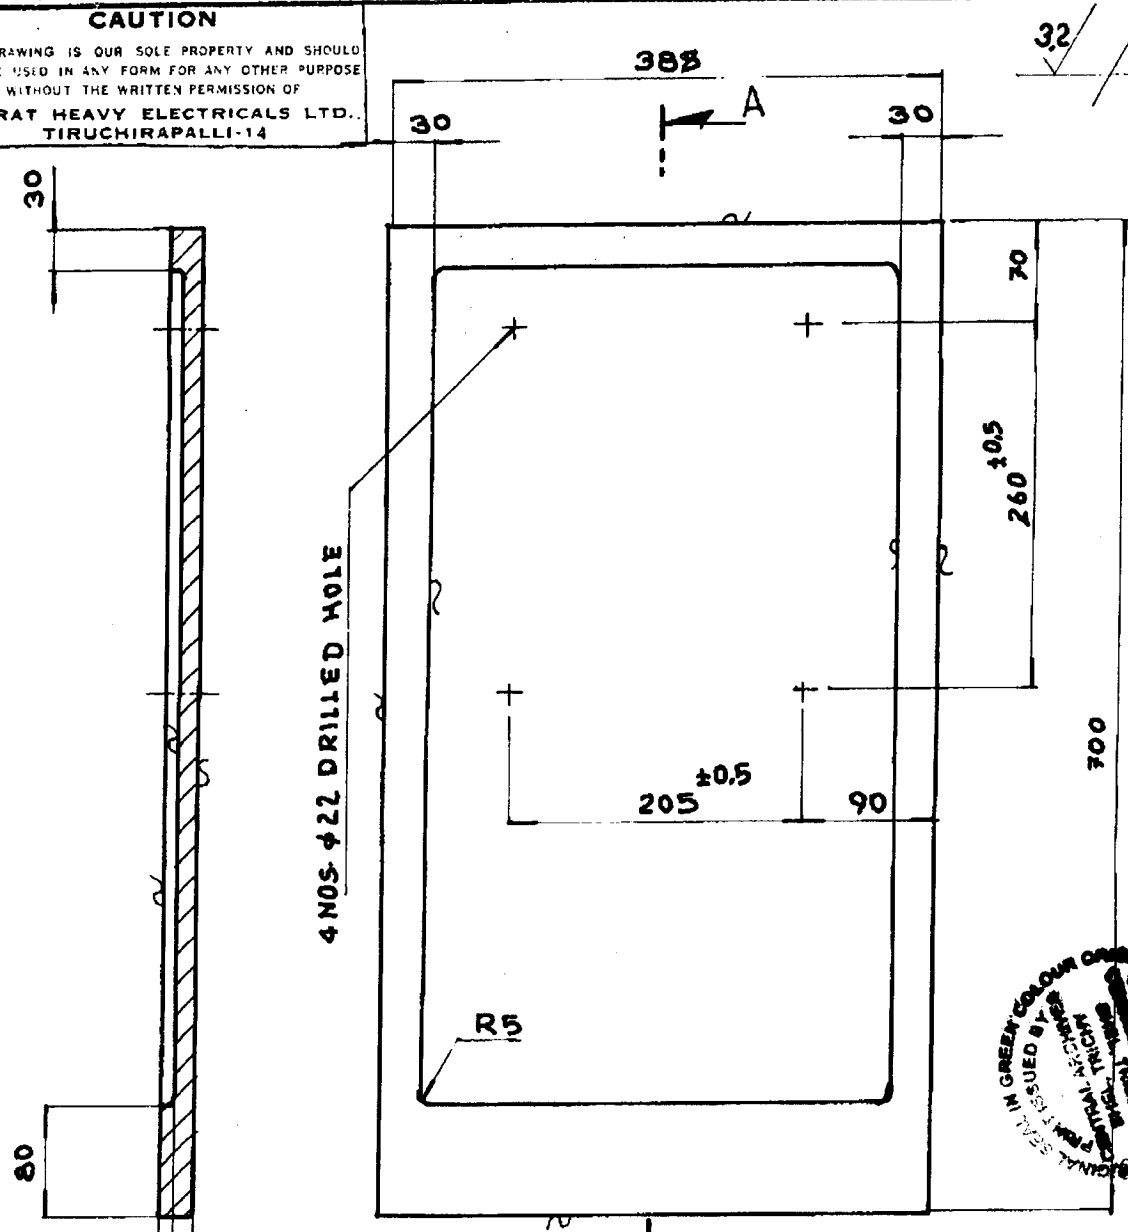 CAUTION
RAWING IS OUR SOLE PROPERTY AND SHOULD
USED IN ANY FORM FOR ANY OTHER PURPOSE
WITHOUT THE WRITTEN PERMISSION OF
RAT HEAVY ELECTRICALS LTD..
TIRUCHIRAPALLI-14
3.2
388
A
30
30
30
70
260 ±0.5
4 NOS. ϕ22 DRILLED HOLE
700
205 ±0.5
90
R5
80
IN GREEN COLOUR
ISSUED BY
CENTRAL
TRICHY